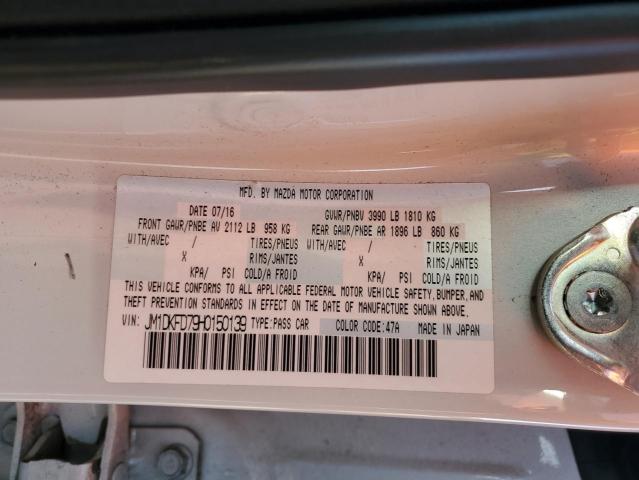 MFD. BY MAZDA MOTOR CORPORATION
DATE 07/16 GVWR/PNBV 3990 LB 1810 KG
FRONT GAWR/PNBE AV 2112 LB 958 KG REAR GAWR/PNBE AR 1896 LB 860 KG
WITH/AVEC / TIRES/PNEUS WITH/AVEC / TIRES/PNEUS
X RIMS/JANTES X RIMS/JANTES
KPA/ PSI COLD/A FROID KPA/ PSI COLD/A FROID
THIS VEHICLE CONFORMS TO ALL APPLICABLE FEDERAL MOTOR VEHICLE SAFETY, BUMPER, AND
THEFT PREVENTION STANDARDS IN EFFECT ON THE DATE OF MANUFACTURE SHOWN ABOVE.
VIN: JM1DKFD79H0150139 TYPE:PASS CAR COLOR CODE:47A MADE IN JAPAN